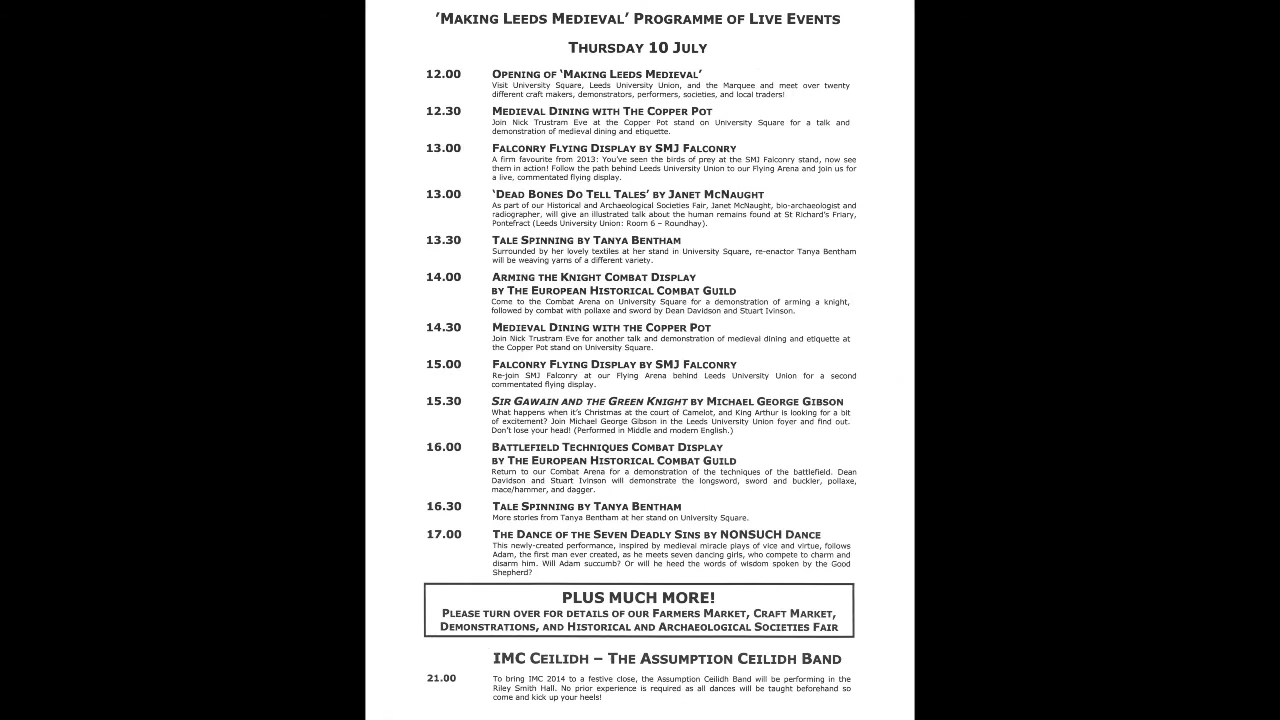 'Making Leeds Medieval' Programme of Live Events
Thursday 10 July
12.00 Opening of 'Making Leeds Medieval'
Visit University Square, Leeds University Union, and the Marquee and meet over twenty
different craft makers, demonstrators, performers, societies, and local traders!
12.30 Medieval Dining with The Copper Pot
Join Nick Trustram Eve at the Copper Pot stand on University Square for a talk and
demonstration of medieval dining and etiquette.
13.00 Falconry Flying Display by SMJ Falconry
A firm favourite from 2013: You've seen the birds of prey at the SMJ Falconry stand, now see
them in action! Follow the path behind Leeds University Union to our Flying Arena and join us for
a live, commentated flying display.
13.00 'Dead Bones Do Tell Tales' by Janet McNaught
As part of our Historical and Archaeological Societies Fair, Janet McNaught, bio-archaeologist and
radiographer, will give an illustrated talk about the human remains found at St Richard's Friary,
Pontefract (Leeds University Union: Room 6 – Roundhay).
13.30 Tale Spinning by Tanya Bentham
Surrounded by her lovely textiles at her stand in University Square, re-enactor Tanya Bentham
will be weaving yarns of a different variety.
14.00 Arming the Knight Combat Display
by The European Historical Combat Guild
Come to the Combat Arena on University Square for a demonstration of arming a knight,
followed by combat with pollaxe and sword by Dean Davidson and Stuart Ivinson.
14.30 Medieval Dining with the Copper Pot
Join Nick Trustram Eve for another talk and demonstration of medieval dining and etiquette at
the Copper Pot stand on University Square.
15.00 Falconry Flying Display by SMJ Falconry
Re-join SMJ Falconry at our Flying Arena behind Leeds University Union for a second
commentated flying display.
15.30 Sir Gawain and the Green Knight by Michael George Gibson
What happens when it's Christmas at the court of Camelot, and King Arthur is looking for a bit
of excitement? Join Michael George Gibson in the Leeds University Union foyer and find out.
Don't lose your head! (Performed in Middle and modern English.)
16.00 Battlefield Techniques Combat Display
by The European Historical Combat Guild
Return to our Combat Arena for a demonstration of the techniques of the battlefield. Dean
Davidson and Stuart Ivinson will demonstrate the longsword, sword and buckler, pollaxe,
mace/hammer, and dagger.
16.30 Tale Spinning by Tanya Bentham
More stories from Tanya Bentham at her stand on University Square.
17.00 The Dance of the Seven Deadly Sins by NONSUCH Dance
This newly-created performance, inspired by medieval miracle plays of vice and virtue, follows
Adam, the first man ever created, as he meets seven dancing girls, who compete to charm and
disarm him. Will Adam succumb? Or will he heed the words of wisdom spoken by the Good
Shepherd?
PLUS MUCH MORE!
Please turn over for details of our Farmers Market, Craft Market,
Demonstrations, and Historical and Archaeological Societies Fair
IMC Ceilidh – The Assumption Ceilidh Band
21.00 To bring IMC 2014 to a festive close, the Assumption Ceilidh Band will be performing in the
Riley Smith Hall. No prior experience is required as all dances will be taught beforehand so
come and kick up your heels!